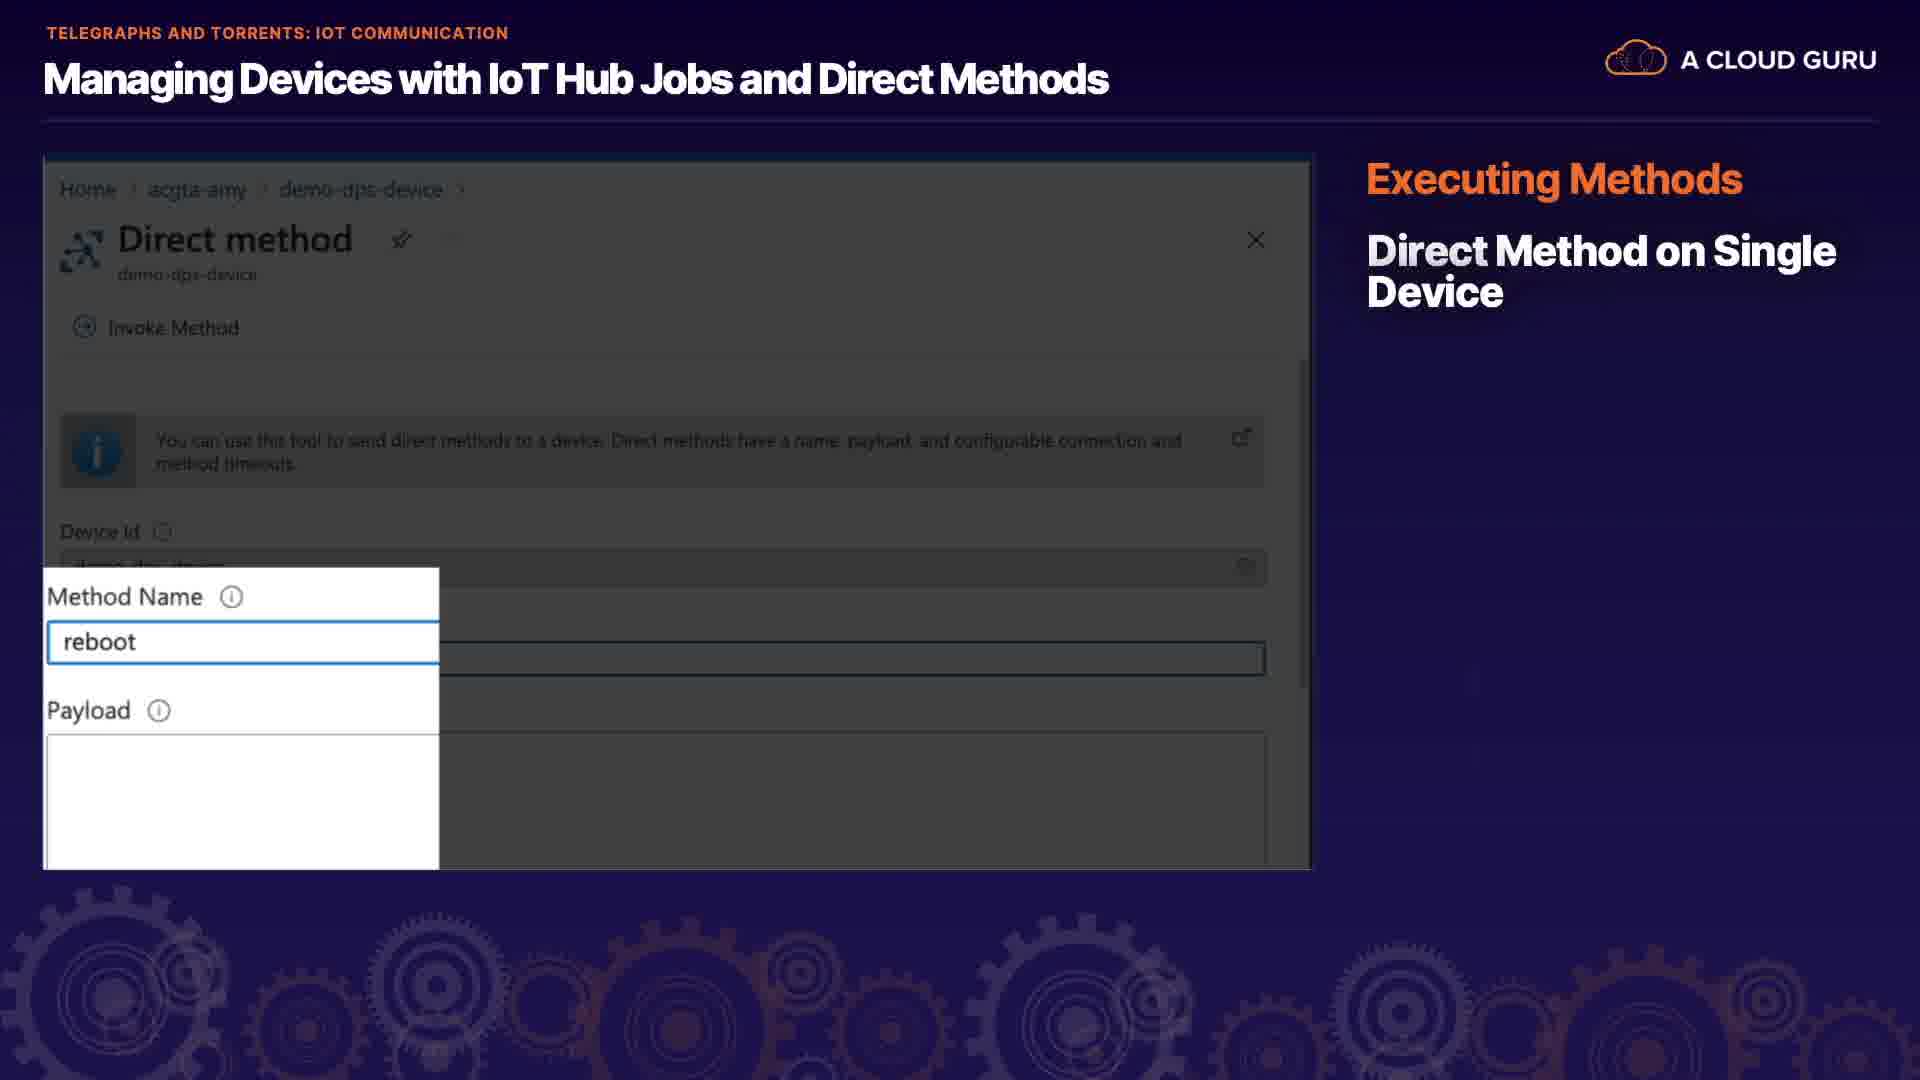 TELEGRAPHS AND TORRENTS: IOT COMMUNICATION
Managing Devices with IoT Hub Jobs and Direct Methods
A CLOUD GURU
Home > acgta-amy > demo-dps-device >
Direct method
demo-dps-device
Invoke Method
You can use this tool to send direct methods to a device. Direct methods have a name, payload, and configurable connection and
method timeouts.
Device Id
Method Name
reboot
Payload
Executing Methods
Direct Method on Single
Device